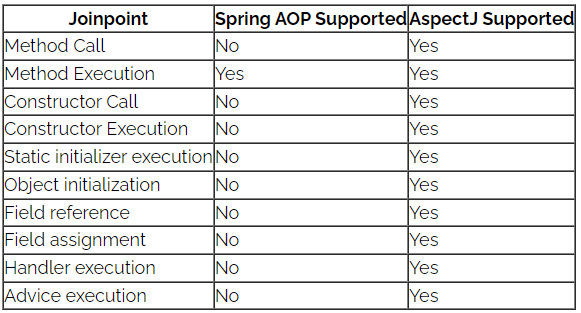 Joinpoint Spring AOP Supported AspectJ Supported
Method Call No Yes
Method Execution Yes Yes
Constructor Call No Yes
Constructor Execution No Yes
Static initializer execution No Yes
Object initialization No Yes
Field reference No Yes
Field assignment No Yes
Handler execution No Yes
Advice execution No Yes